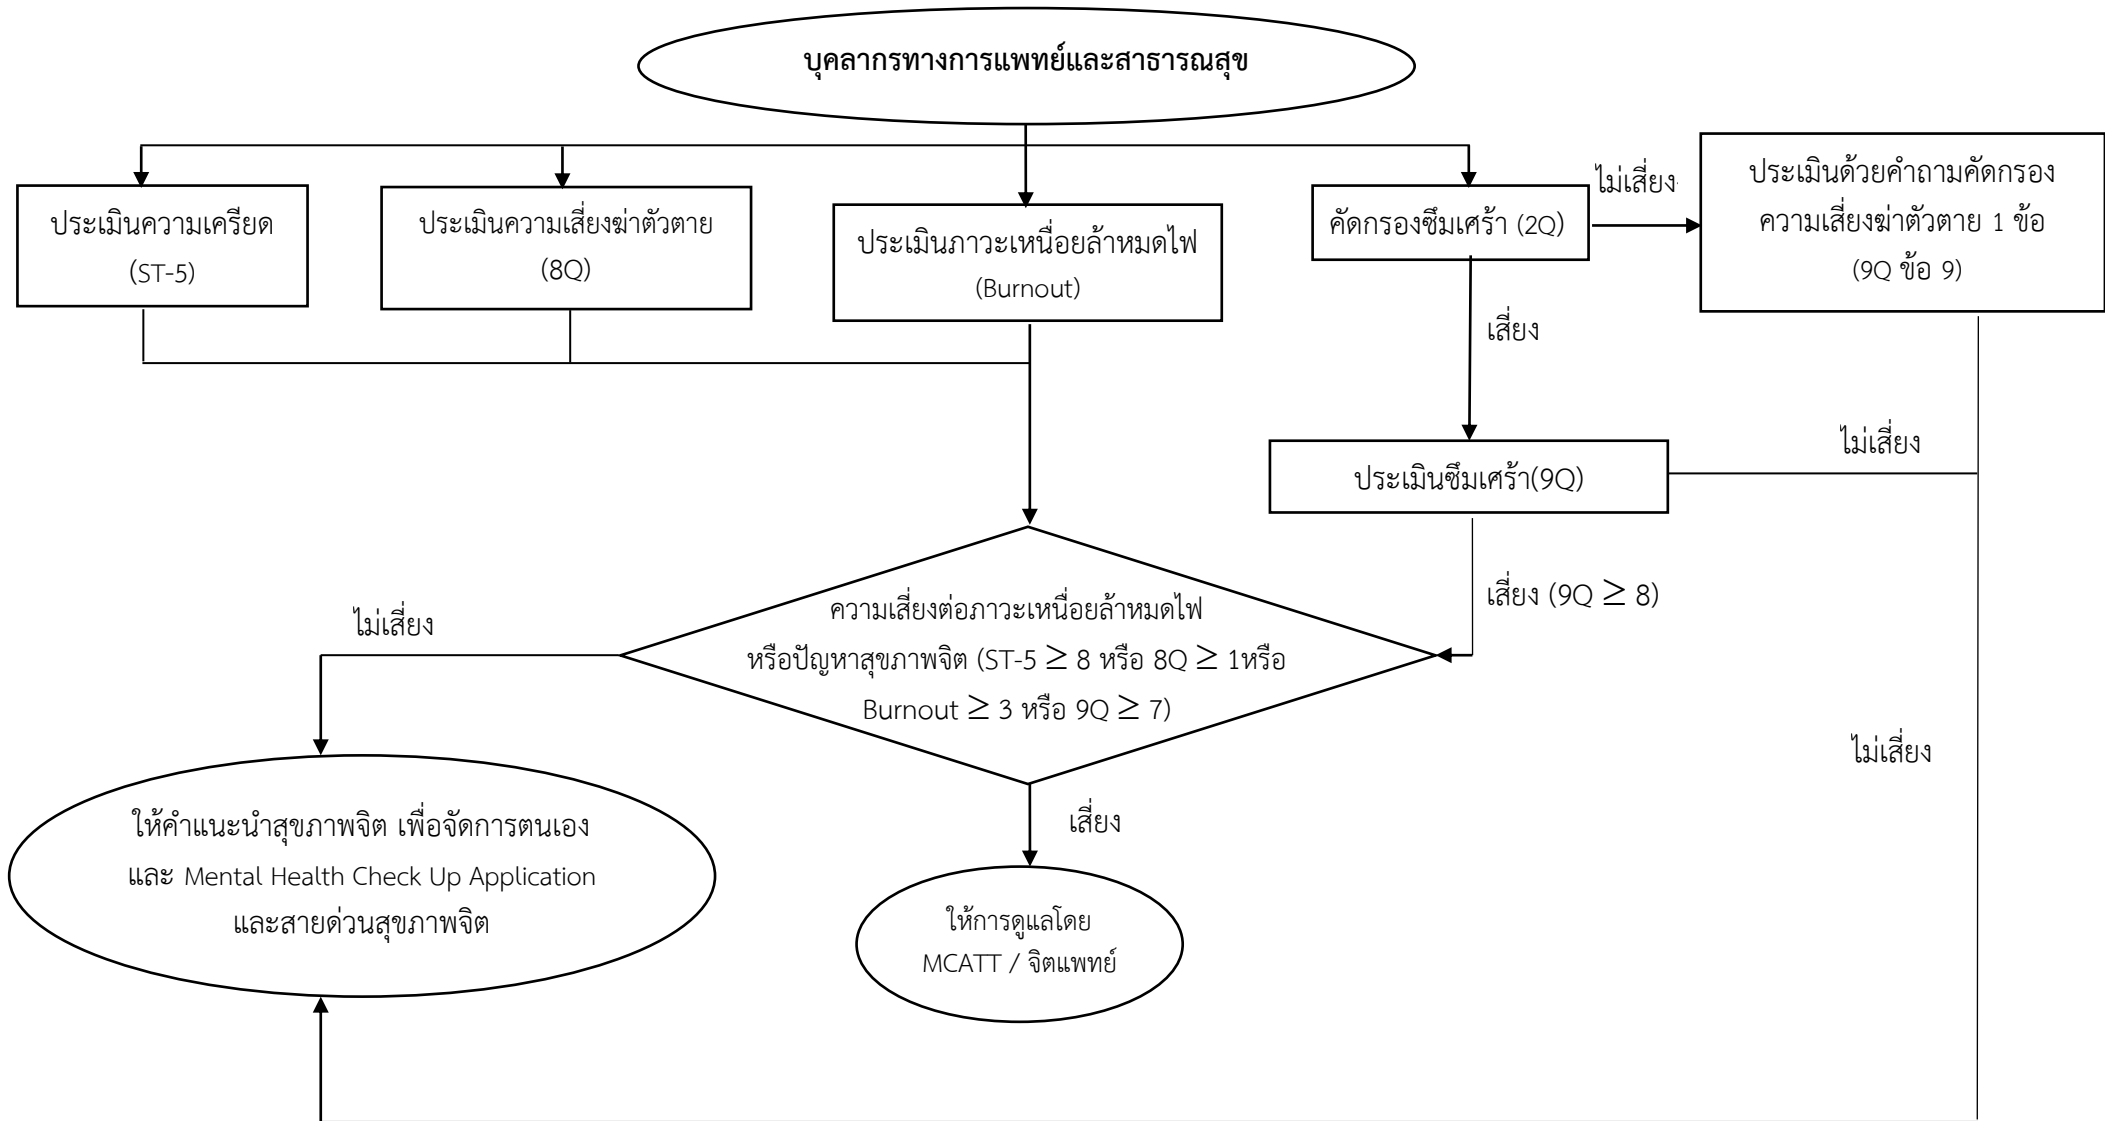 บุคลากรทางการแพทย์และสาธารณสุข
ประเมินความเครียด
(ST-5)
ประเมินความเสี่ยงฆ่าตัวตาย
(8Q)
ประเมินภาวะเหนื่อยล้าหมดไฟ
(Burnout)
คัดกรองซึมเศร้า (2Q)
ไม่เสี่ยง
ประเมินด้วยคำถามคัดกรอง
ความเสี่ยงฆ่าตัวตาย 1 ข้อ
(9Q ข้อ 9)
เสี่ยง
ประเมินซึมเศร้า(9Q)
ไม่เสี่ยง
เสี่ยง (9Q ≥ 8)
ความเสี่ยงต่อภาวะเหนื่อยล้าหมดไฟ
หรือปัญหาสุขภาพจิต (ST-5 ≥ 8 หรือ 8Q ≥ 1หรือ
Burnout ≥ 3 หรือ 9Q ≥ 7)
ไม่เสี่ยง
ไม่เสี่ยง
เสี่ยง
ให้คำแนะนำสุขภาพจิต เพื่อจัดการตนเอง
และ Mental Health Check Up Application
และสายด่วนสุขภาพจิต
ให้การดูแลโดย
MCATT / จิตแพทย์